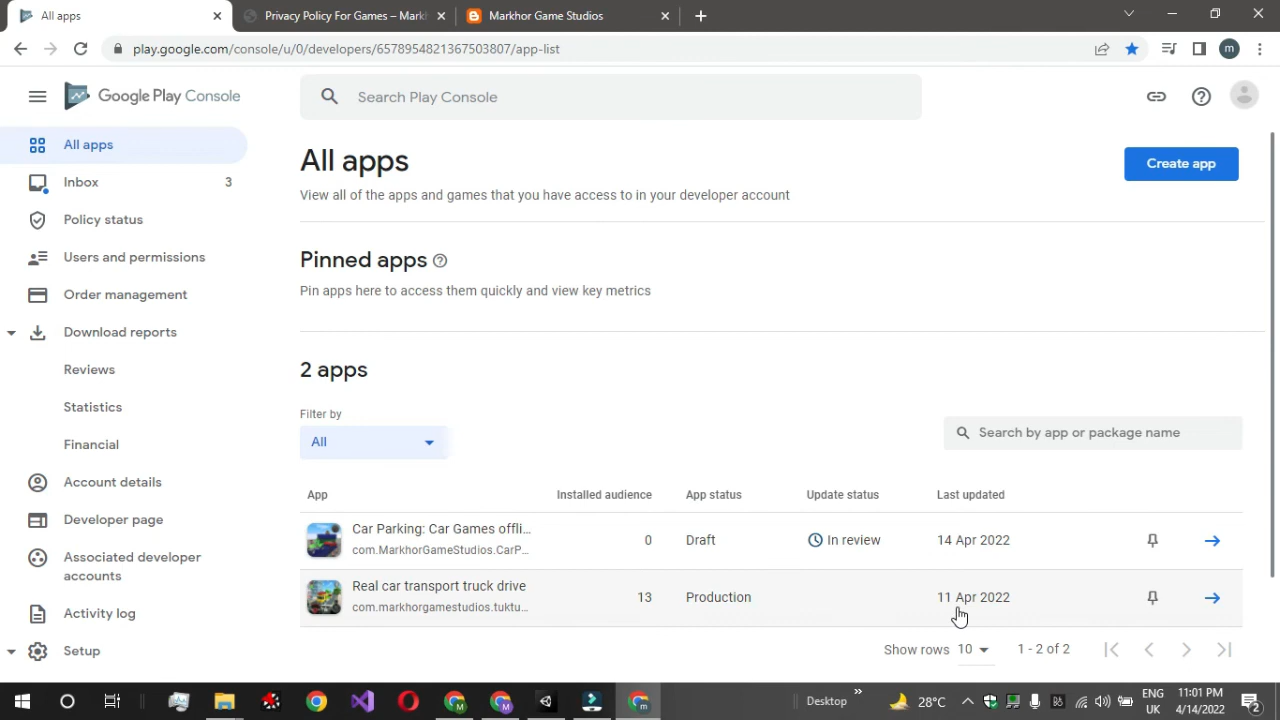 All apps
Privacy Policy For Games – Markh
Markhor Game Studios
play.google.com/console/u/0/developers/6578954821367503807/app-list
m
Google Play Console
Search Play Console
All apps
Inbox
3
Policy status
Users and permissions
Order management
Download reports
Reviews
Statistics
Financial
Account details
Developer page
Associated developer
accounts
Activity log
Setup
All apps
View all of the apps and games that you have access to in your developer account
Create app
Pinned apps
Pin apps here to access them quickly and view key metrics
2 apps
Filter by
All
Search by app or package name
App Installed audience App status Update status Last updated
Car Parking: Car Games offli...
com.MarkhorGameStudios.CarP...
0 Draft In review 14 Apr 2022
Real car transport truck drive
com.markhorgamestudios.tuktu...
13 Production 11 Apr 2022
Show rows 10 1 - 2 of 2
Desktop
28°C
ENG
UK
11:01 PM
4/14/2022
2